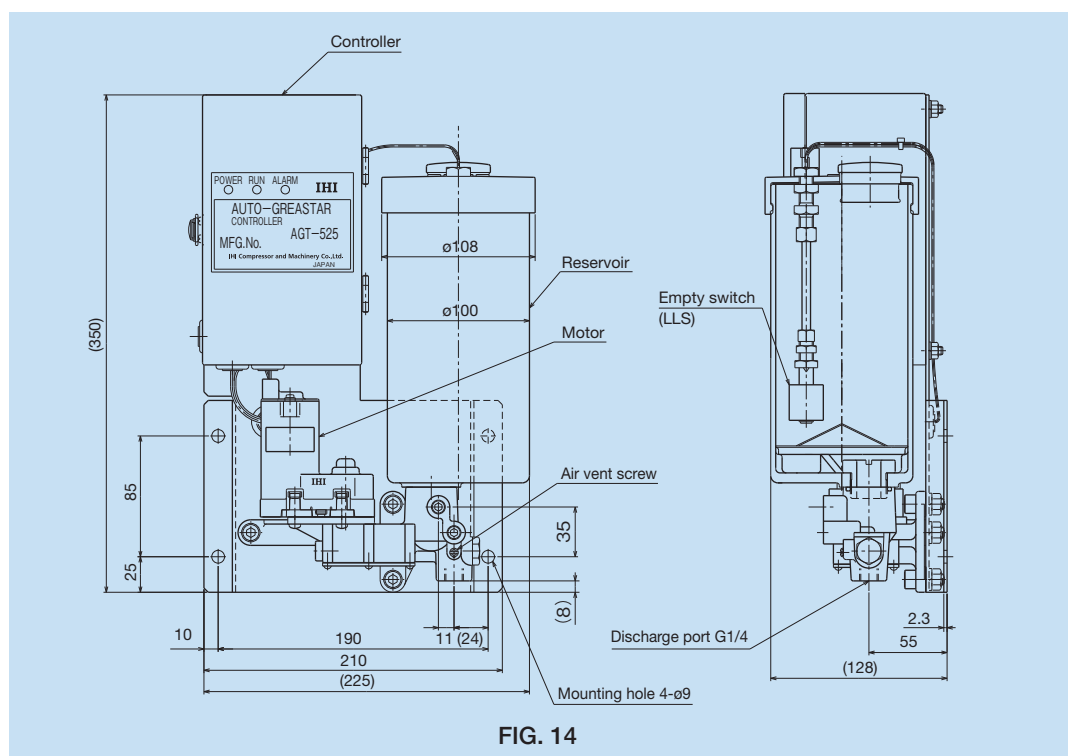 Controller
POWER RUN ALARM
IHI
AUTO-GREASTAR
CONTROLLER
AGT-525
MFG.No.
IHI Compressor and Machinery Co.,Ltd.
JAPAN
ø108
Reservoir
ø100
Empty switch
(LLS)
Motor
(350)
IHI
Air vent screw
85
35
25
(8)
10
190
11 (24)
210
(225)
Mounting hole 4-ø9
Discharge port G1/4
2.3
55
(128)
FIG. 14